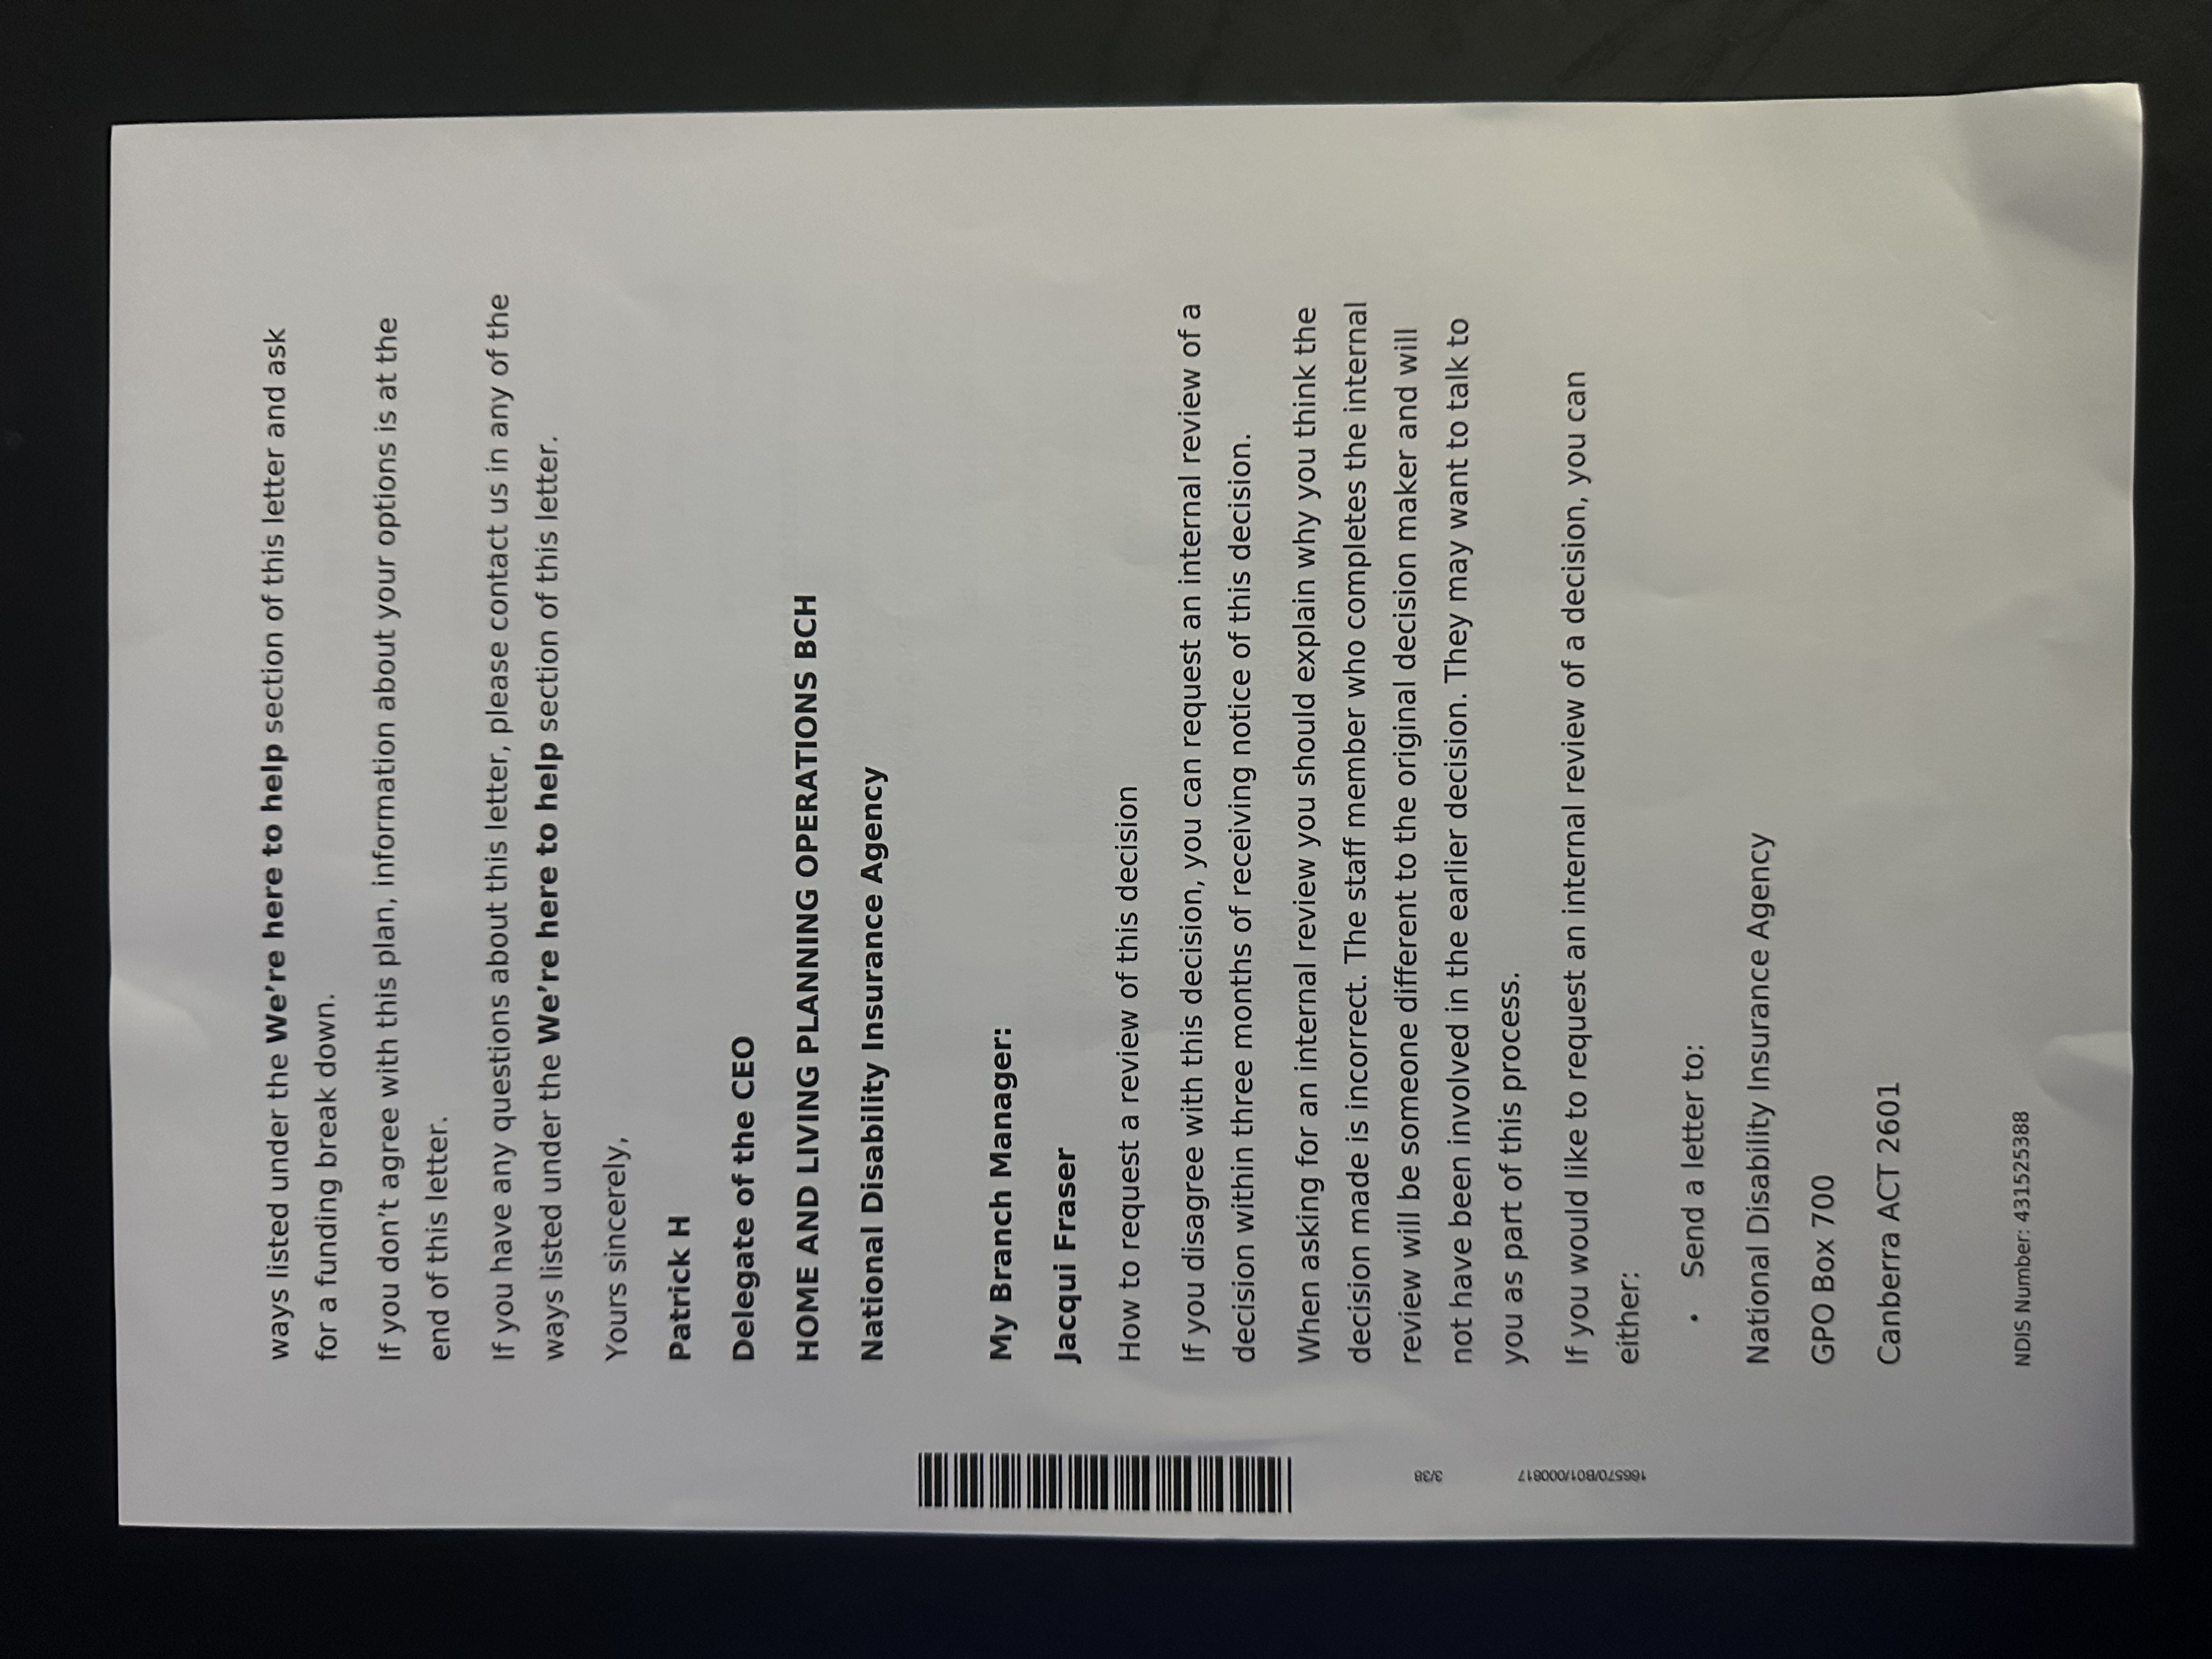 ways listed under the We’re here to help section of this letter and ask
for a funding break down.
If you don’t agree with this plan, information about your options is at the
end of this letter.
If you have any questions about this letter, please contact us in any of the
ways listed under the We’re here to help section of this letter.
Yours sincerely,
Patrick H
Delegate of the CEO
HOME AND LIVING PLANNING OPERATIONS BCH
National Disability Insurance Agency
My Branch Manager:
Jacqui Fraser
How to request a review of this decision
If you disagree with this decision, you can request an internal review of a
decision within three months of receiving notice of this decision.
When asking for an internal review you should explain why you think the
decision made is incorrect. The staff member who completes the internal
review will be someone different to the original decision maker and will
not have been involved in the earlier decision. They may want to talk to
you as part of this process.
If you would like to request an internal review of a decision, you can
either:
• Send a letter to:
National Disability Insurance Agency
GPO Box 700
Canberra ACT 2601
NDIS Number: 431525388
166570/B01/000817 3/38